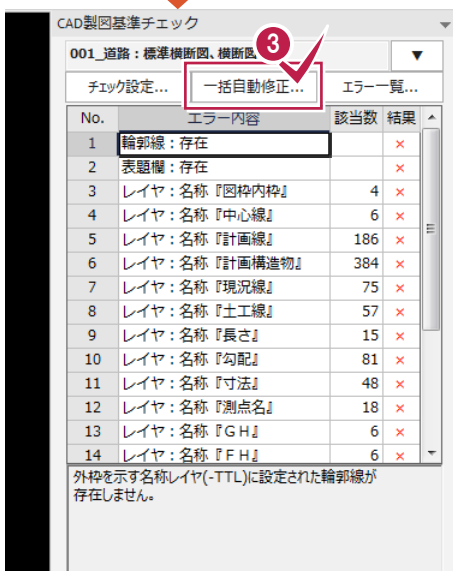 CAD製図基準チェック
001_道路：標準横断図、横断図
3
チェック設定... 一括自動修正... エラー一覧...
No. エラー内容 該当数 結果
1 輪郭線：存在 ×
2 表題欄：存在 ×
3 レイヤ：名称『図枠内枠』 4 ×
4 レイヤ：名称『中心線』 6 ×
5 レイヤ：名称『計画線』 186 ×
6 レイヤ：名称『計画構造物』 384 ×
7 レイヤ：名称『現況線』 75 ×
8 レイヤ：名称『土工線』 57 ×
9 レイヤ：名称『長さ』 15 ×
10 レイヤ：名称『勾配』 81 ×
11 レイヤ：名称『寸法』 48 ×
12 レイヤ：名称『測点名』 18 ×
13 レイヤ：名称『ＧＨ』 6 ×
14 レイヤ：名称『ＦＨ』 6 ×
外枠を示す名称レイヤ(-TTL)に設定された輪郭線が
存在しません。